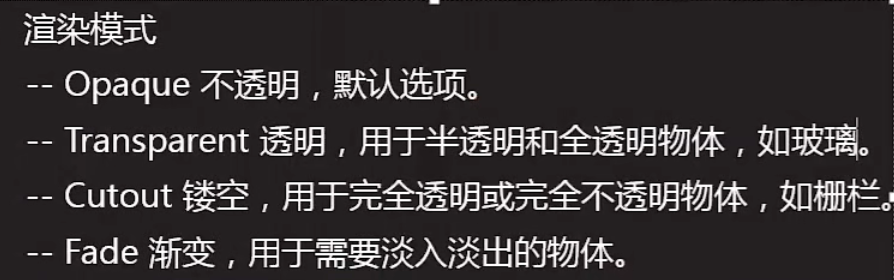 渲染模式
-- Opaque 不透明，默认选项。
-- Transparent 透明，用于半透明和全透明物体，如玻璃。
-- Cutout 镂空，用于完全透明或完全不透明物体，如栅栏。
-- Fade 渐变，用于需要淡入淡出的物体。